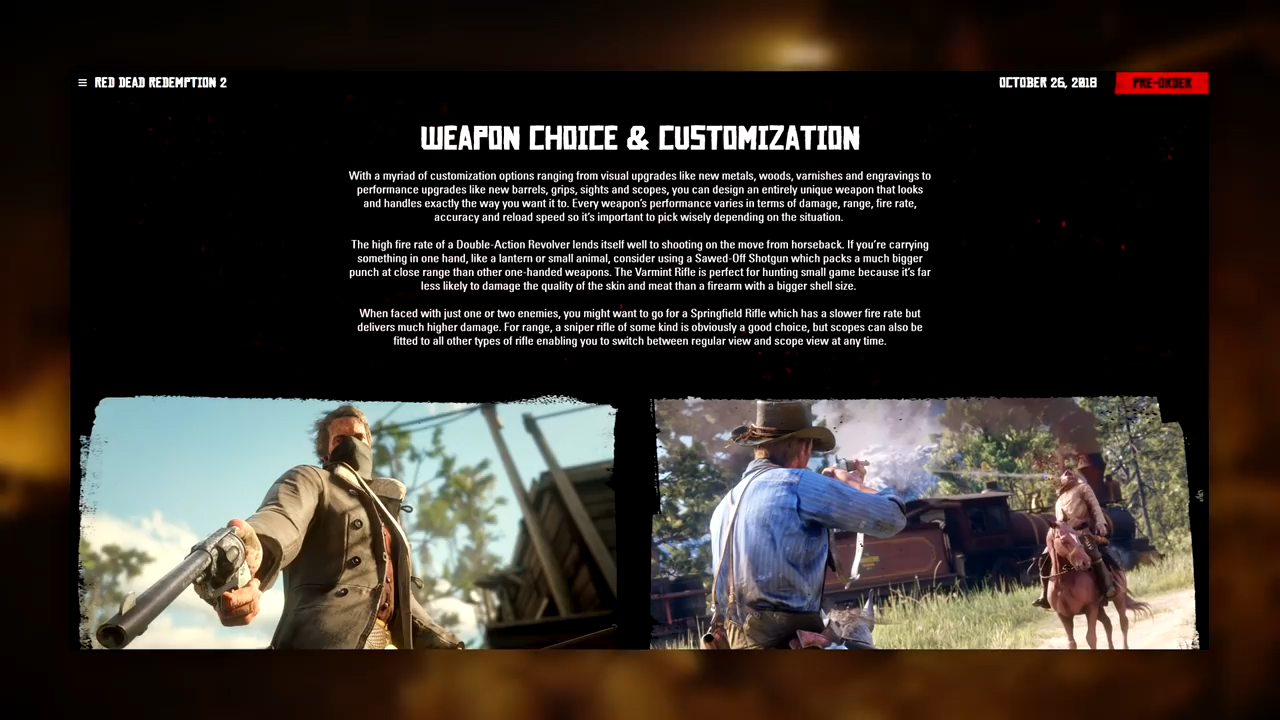 ≡ RED DEAD REDEMPTION 2
OCTOBER 26, 2018
PRE-ORDER
WEAPON CHOICE & CUSTOMIZATION
With a myriad of customization options ranging from visual upgrades like new metals, woods, varnishes and engravings to
performance upgrades like new barrels, grips, sights and scopes, you can design an entirely unique weapon that looks
and handles exactly the way you want it to. Every weapon's performance varies in terms of damage, range, fire rate,
accuracy and reload speed so it's important to pick wisely depending on the situation.
The high fire rate of a Double-Action Revolver lends itself well to shooting on the move from horseback. If you're carrying
something in one hand, like a lantern or small animal, consider using a Sawed-Off Shotgun which packs a much bigger
punch at close range than other one-handed weapons. The Varmint Rifle is perfect for hunting small game because it's far
less likely to damage the quality of the skin and meat than a firearm with a bigger shell size.
When faced with just one or two enemies, you might want to go for a Springfield Rifle which has a slower fire rate but
delivers much higher damage. For range, a sniper rifle of some kind is obviously a good choice, but scopes can also be
fitted to all other types of rifle enabling you to switch between regular view and scope view at any time.